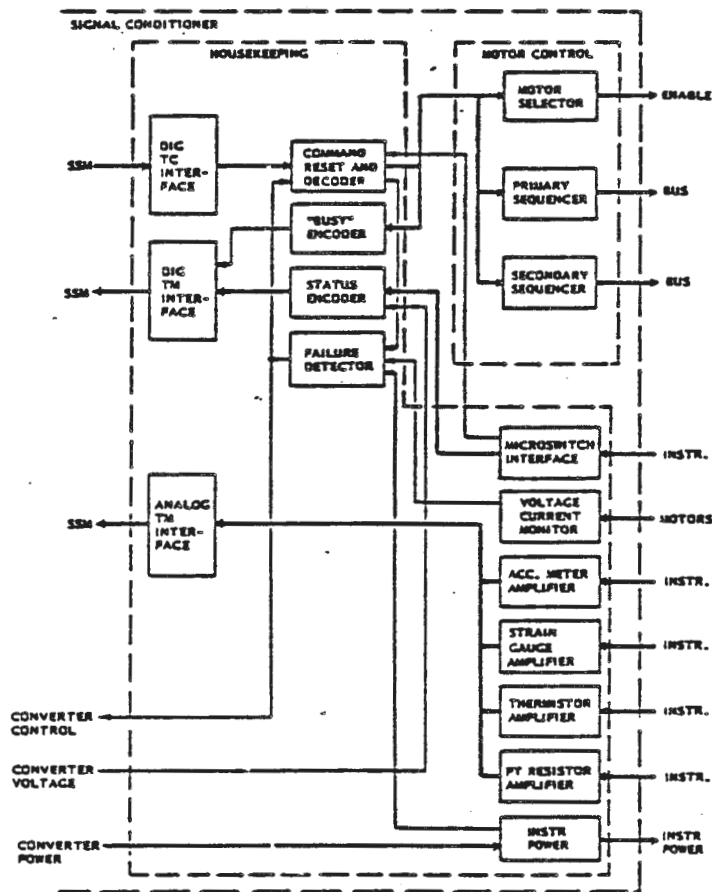 SIGNAL CONDITIONER
HOUSEKEEPING
MOTOR CONTROL
MOTOR
SELECTOR
ENABLE
SSM
DIG
TC
INTER-
FACE
COMMAND
RESET AND
DECODER
PRIMARY
SEQUENCER
BUS
"BUSY"
ENCODER
SSM
DIG
TM
INTER-
FACE
STATUS
ENCODER
SECONDARY
SEQUENCER
BUS
FAILURE
DETECTOR
MICROSWITCH
INTERFACE
INSTR.
SSM
ANALOG
TM
INTER-
FACE
VOLTAGE
CURRENT
MONITOR
MOTORS
ACC. METER
AMPLIFIER
INSTR.
STRAIN
GAUGE
AMPLIFIER
INSTR.
CONVERTER
CONTROL
THERMISTOR
AMPLIFIER
INSTR.
CONVERTER
VOLTAGE
PT RESISTOR
AMPLIFIER
INSTR.
CONVERTER
POWER
INSTR
POWER
INSTR
POWER